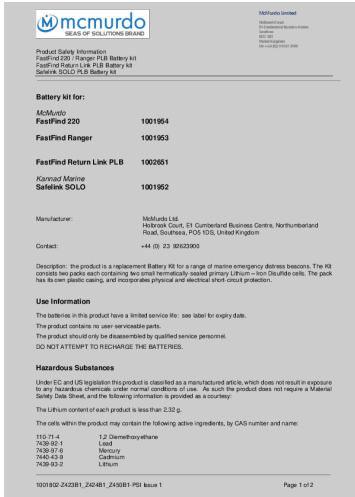 mcmurdo
SEAS OF SOLUTIONS BRAND
McMurdo Limited
Product Safety Information
FastFind 220 / Ranger PLB Battery kit
FastFind Return Link PLB Battery kit
Safelink SOLO PLB Battery kit
Battery kit for:
McMurdo
FastFind 220 1001954
FastFind Ranger 1001953
FastFind Return Link PLB 1002651
Kannad Marine
Safelink SOLO 1001952
Manufacturer: McMurdo Ltd.
Holbrook Court, E1 Cumberland Business Centre, Northumberland
Road, Southsea, PO5 1DS, United Kingdom
Contact: +44 (0) 23 92623900
Description: the product is a replacement Battery Kit for a range of marine emergency distress beacons. The Kit
consists two packs each containing two small hermetically-sealed primary Lithium – Iron Disulfide cells. The pack
has its own plastic casing, and incorporates physical and electrical short-circuit protection.
Use Information
The batteries in this product have a limited service life: see label for expiry date.
The product contains no user-serviceable parts.
The product should only be disassembled by qualified service personnel.
DO NOT ATTEMPT TO RECHARGE THE BATTERIES.
Hazardous Substances
Under EC and US legislation this product is classified as a manufactured article, which does not result in exposure
to any hazardous chemicals under normal conditions of use. As such the product does not require a Material
Safety Data Sheet, and the following information is provided as a courtesy:
The Lithium content of each product is less than 2.32 g.
The cells within the product may contain the following active ingredients, by CAS number and name:
110-71-4 1,2 Diemethoxyethane
7439-92-1 Lead
7439-97-6 Mercury
7440-43-9 Cadmium
7439-93-2 Lithium
1001802-Z423B1_Z424B1_Z450B1-PSI Issue 1 Page 1 of 2